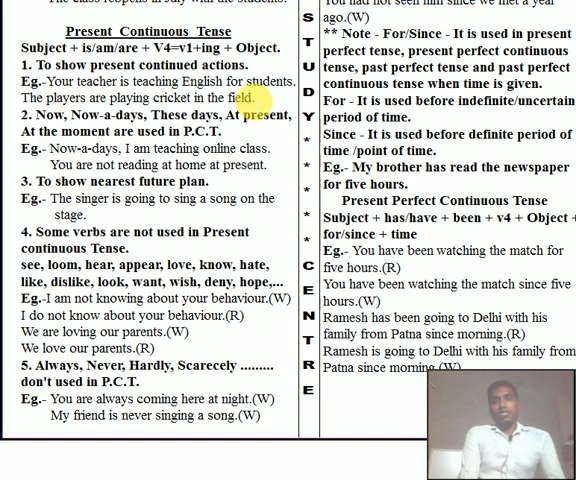 The class reopens in July with the students.
Present Continuous Tense
Subject + is/am/are + V4=v1+ing + Object.
1. To show present continued actions.
Eg.-Your teacher is teaching English for students.
The players are playing cricket in the field.
2. Now, Now-a-days, These days, At present,
At the moment are used in P.C.T.
Eg.- Now-a-days, I am teaching online class.
You are not reading at home at present.
3. To show nearest future plan.
Eg.- The singer is going to sing a song on the
stage.
4. Some verbs are not used in Present
continuous Tense.
see, loom, hear, appear, love, know, hate,
like, dislike, look, want, wish, deny, hope,...
Eg.-I am not knowing about your behaviour.(W)
I do not know about your behaviour.(R)
We are loving our parents.(W)
We love our parents.(R)
5. Always, Never, Hardly, Scarecely .........
don't used in P.C.T.
Eg.- You are always coming here at night.(W)
My friend is never singing a song.(W)
S
T
U
D
Y
*
*
*
*
*
C
E
N
T
R
E
You had not seen him since we met a year
ago.(W)
** Note - For/Since - It is used in present
perfect tense, present perfect continuous
tense, past perfect tense and past perfect
continuous tense when time is given.
For - It is used before indefinite/uncertain
period of time.
Since - It is used before definite period of
time /point of time.
Eg.- My brother has read the newspaper
for five hours.
Present Perfect Continuous Tense
Subject + has/have + been + v4 + Object +
for/since + time
Eg.- You have been watching the match for
five hours.(R)
You have been watching the match since five
hours.(W)
Ramesh has been going to Delhi with his
family from Patna since morning.(R)
Ramesh is going to Delhi with his family from
Patna since morning.(W)